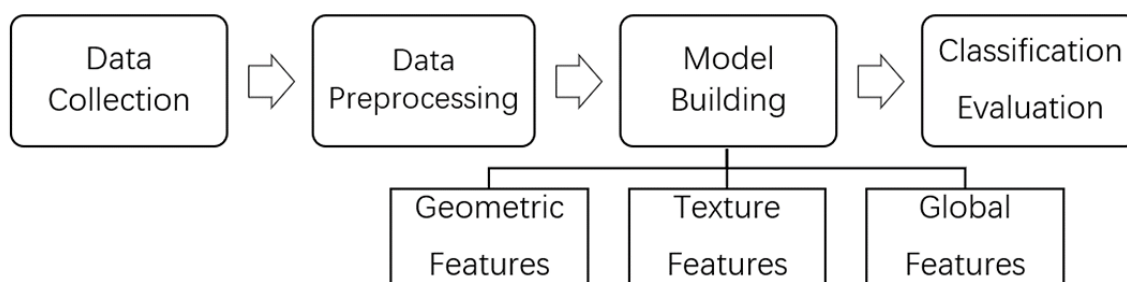 Data
Collection
Data
Preprocessing
Model
Building
Classification
Evaluation
Geometric
Features
Texture
Features
Global
Features